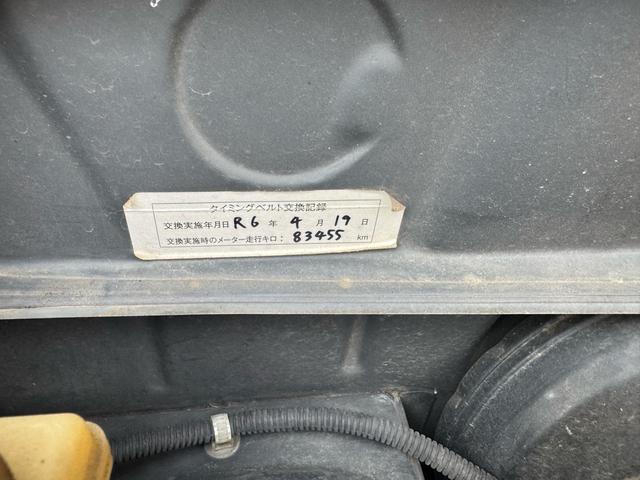 タイミングベルト交換記録
交換実施年月日 R6 年 4 月 19 日
交換実施時のメーター走行キロ: 83455 km